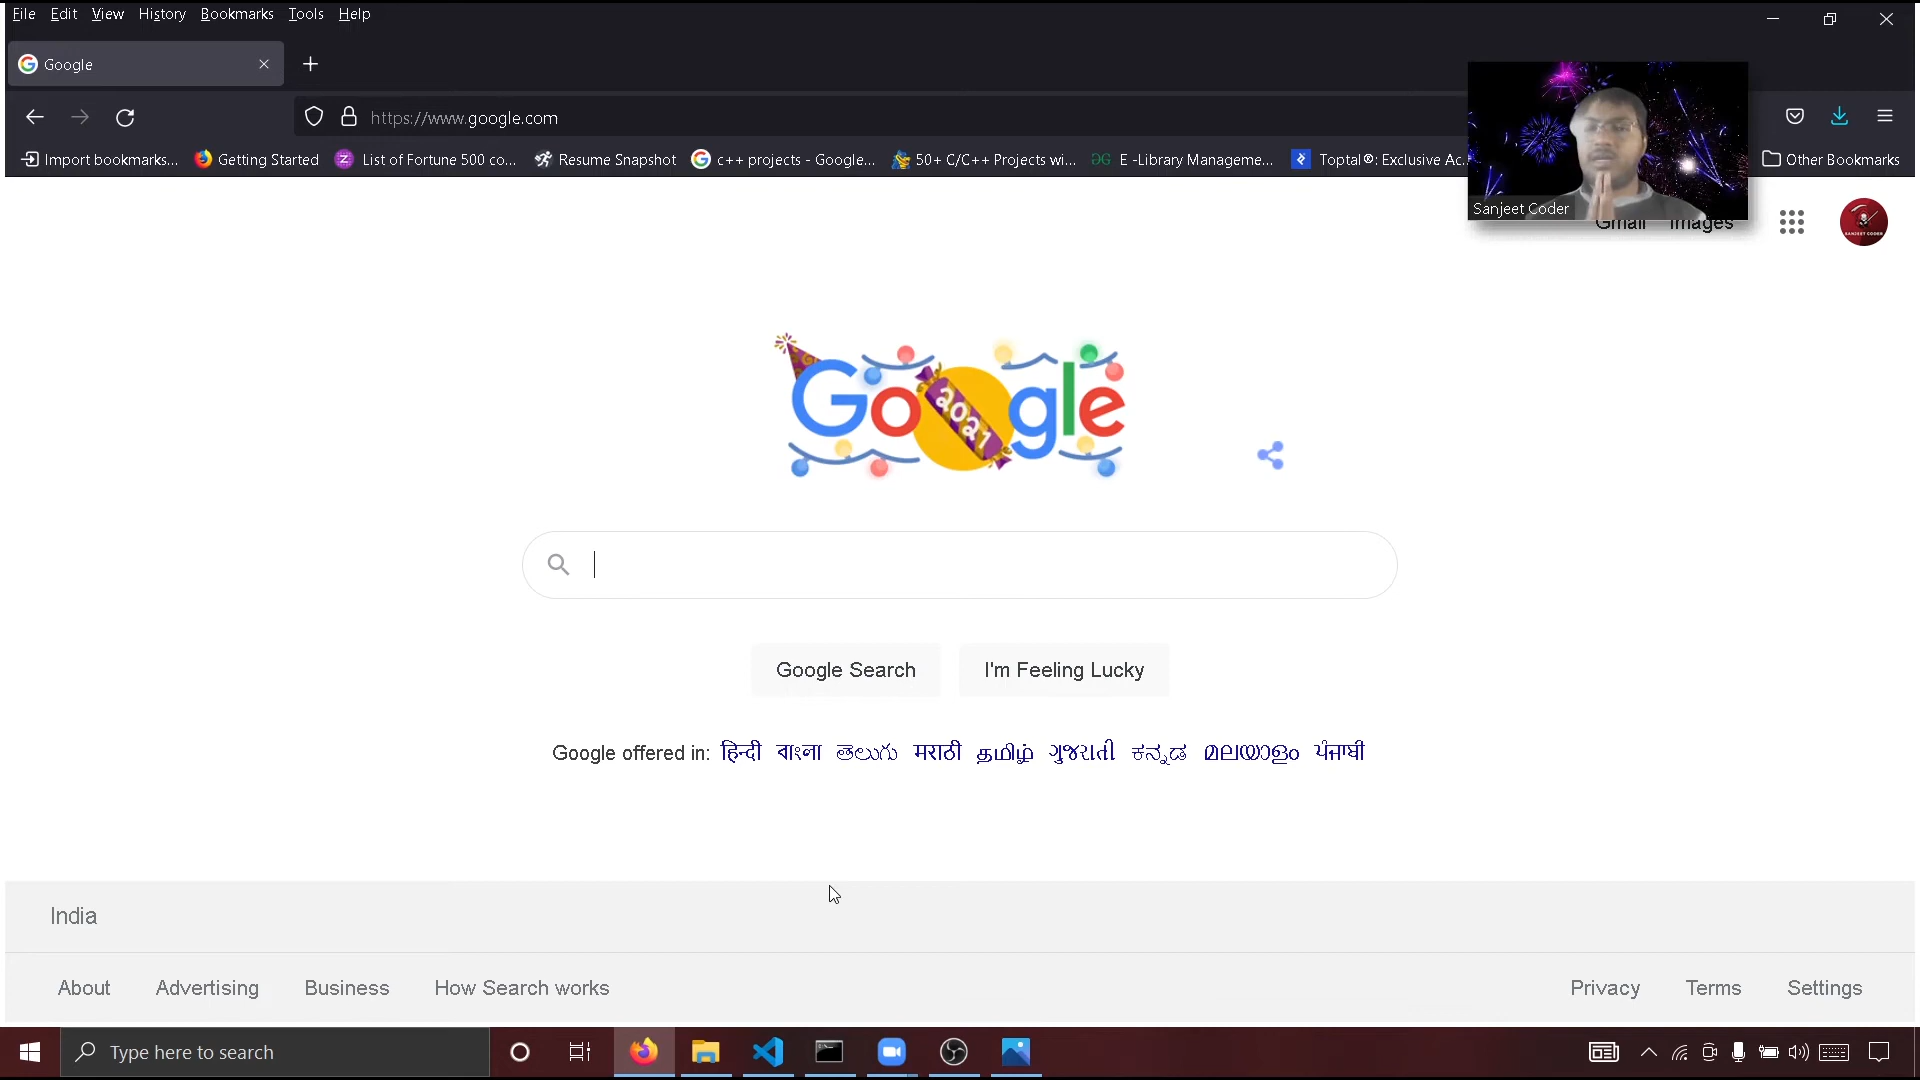 File Edit View History Bookmarks Tools Help
Google
https://www.google.com
Import bookmarks... Getting Started List of Fortune 500 co... Resume Snapshot c++ projects - Google... 50+ C/C++ Projects wi... E -Library Manageme... Toptal®: Exclusive Ac... Other Bookmarks
Sanjeet Coder
Gmail Images
SANJEET CODER
Google
2021
Google Search I'm Feeling Lucky
Google offered in: हिन्दी বাংলা తెలుగు मराठी தமிழ் ગુજરાતી ಕನ್ನಡ മലയാളം ਪੰਜਾਬੀ
India
About Advertising Business How Search works Privacy Terms Settings
Type here to search